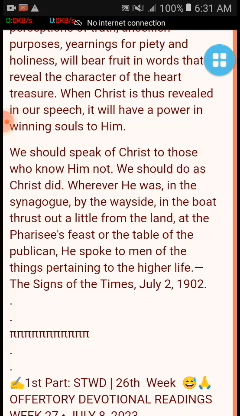 100% 6:31 AM
D:0KB/s U:0KB/s No internet connection
perceptions of truth, unselfish
purposes, yearnings for piety and
holiness, will bear fruit in words that
reveal the character of the heart
treasure. When Christ is thus revealed
in our speech, it will have a power in
winning souls to Him.
We should speak of Christ to those
who know Him not. We should do as
Christ did. Wherever He was, in the
synagogue, by the wayside, in the boat
thrust out a little from the land, at the
Pharisee's feast or the table of the
publican, He spoke to men of the
things pertaining to the higher life.—
The Signs of the Times, July 2, 1902.
.
.
πππππππππππππ
.
.
✍️1st Part: STWD | 26th Week 😅🙏
OFFERTORY DEVOTIONAL READINGS
WEEK 27 • JULY 8, 2023